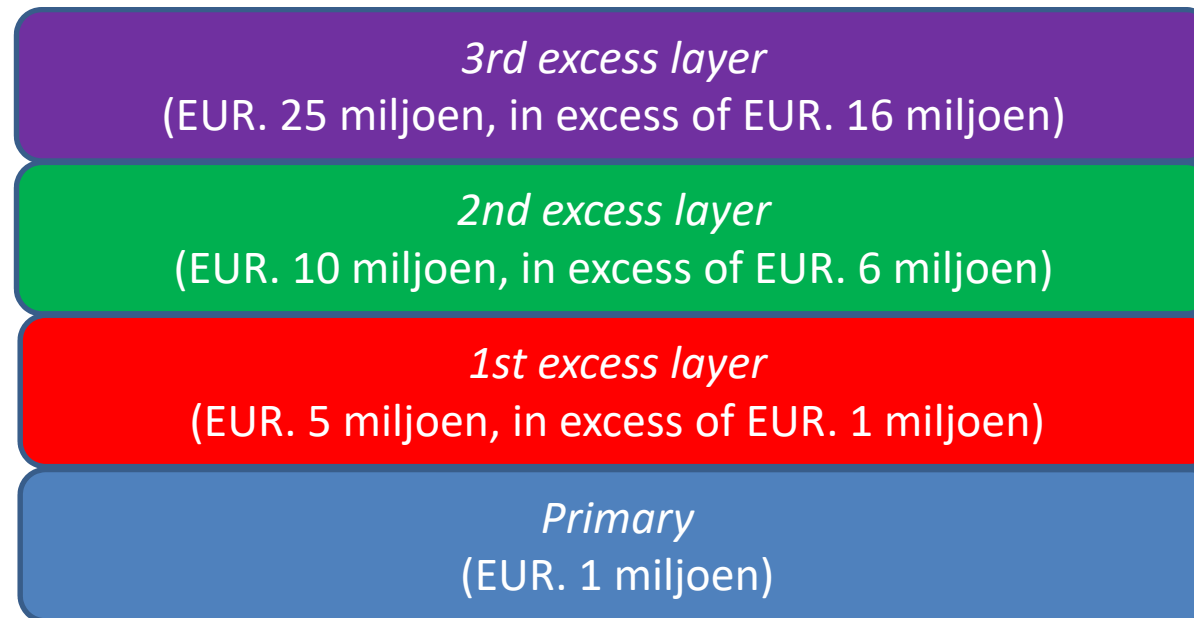 3rd excess layer
(EUR. 25 miljoen, in excess of EUR. 16 miljoen)
2nd excess layer
(EUR. 10 miljoen, in excess of EUR. 6 miljoen)
1st excess layer
(EUR. 5 miljoen, in excess of EUR. 1 miljoen)
Primary
(EUR. 1 miljoen)